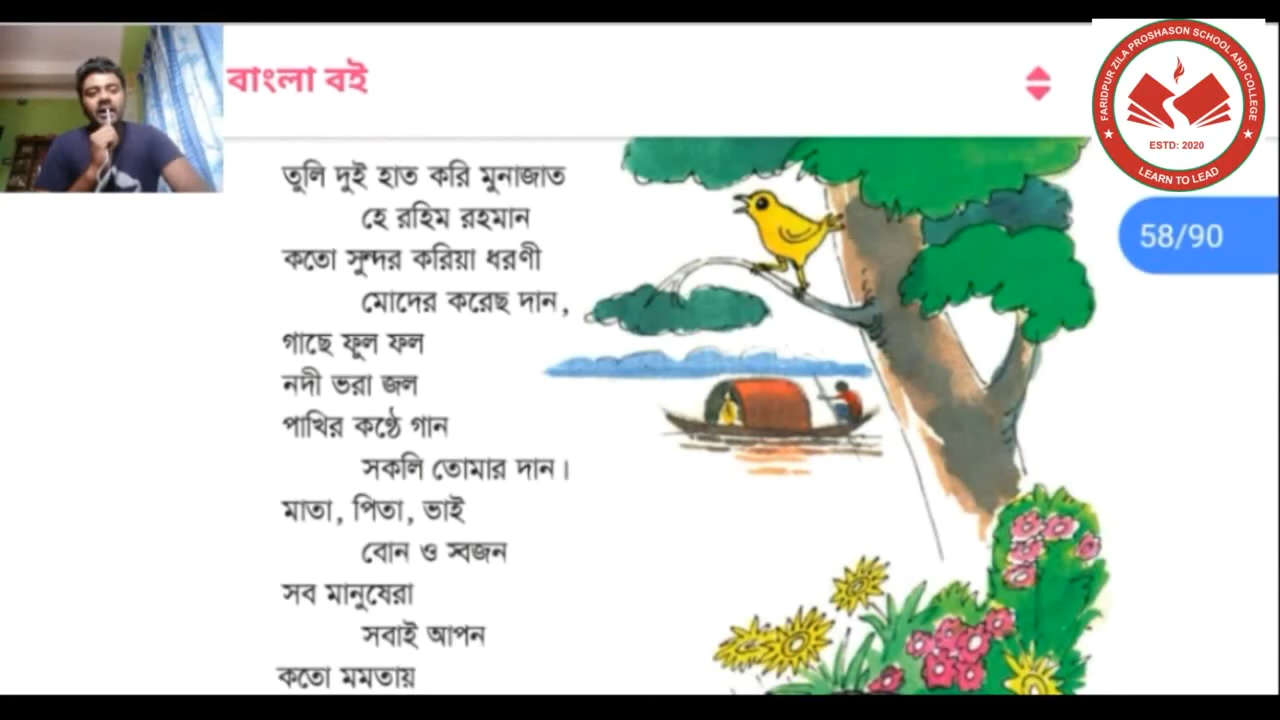 বাংলা বই
FARIDPUR ZILA PROSHASON SCHOOL AND COLLEGE
ESTD: 2020
LEARN TO LEAD
58/90
তুলি দুই হাত করি মুনাজাত
হে রহিম রহমান
কতো সুন্দর করিয়া ধরণী
মোদের করেছ দান,
গাছে ফুল ফল
নদী ভরা জল
পাখির কণ্ঠে গান
সকলি তোমার দান।
মাতা, পিতা, ভাই
বোন ও স্বজন
সব মানুষেরা
সবাই আপন
কতো মমতায়